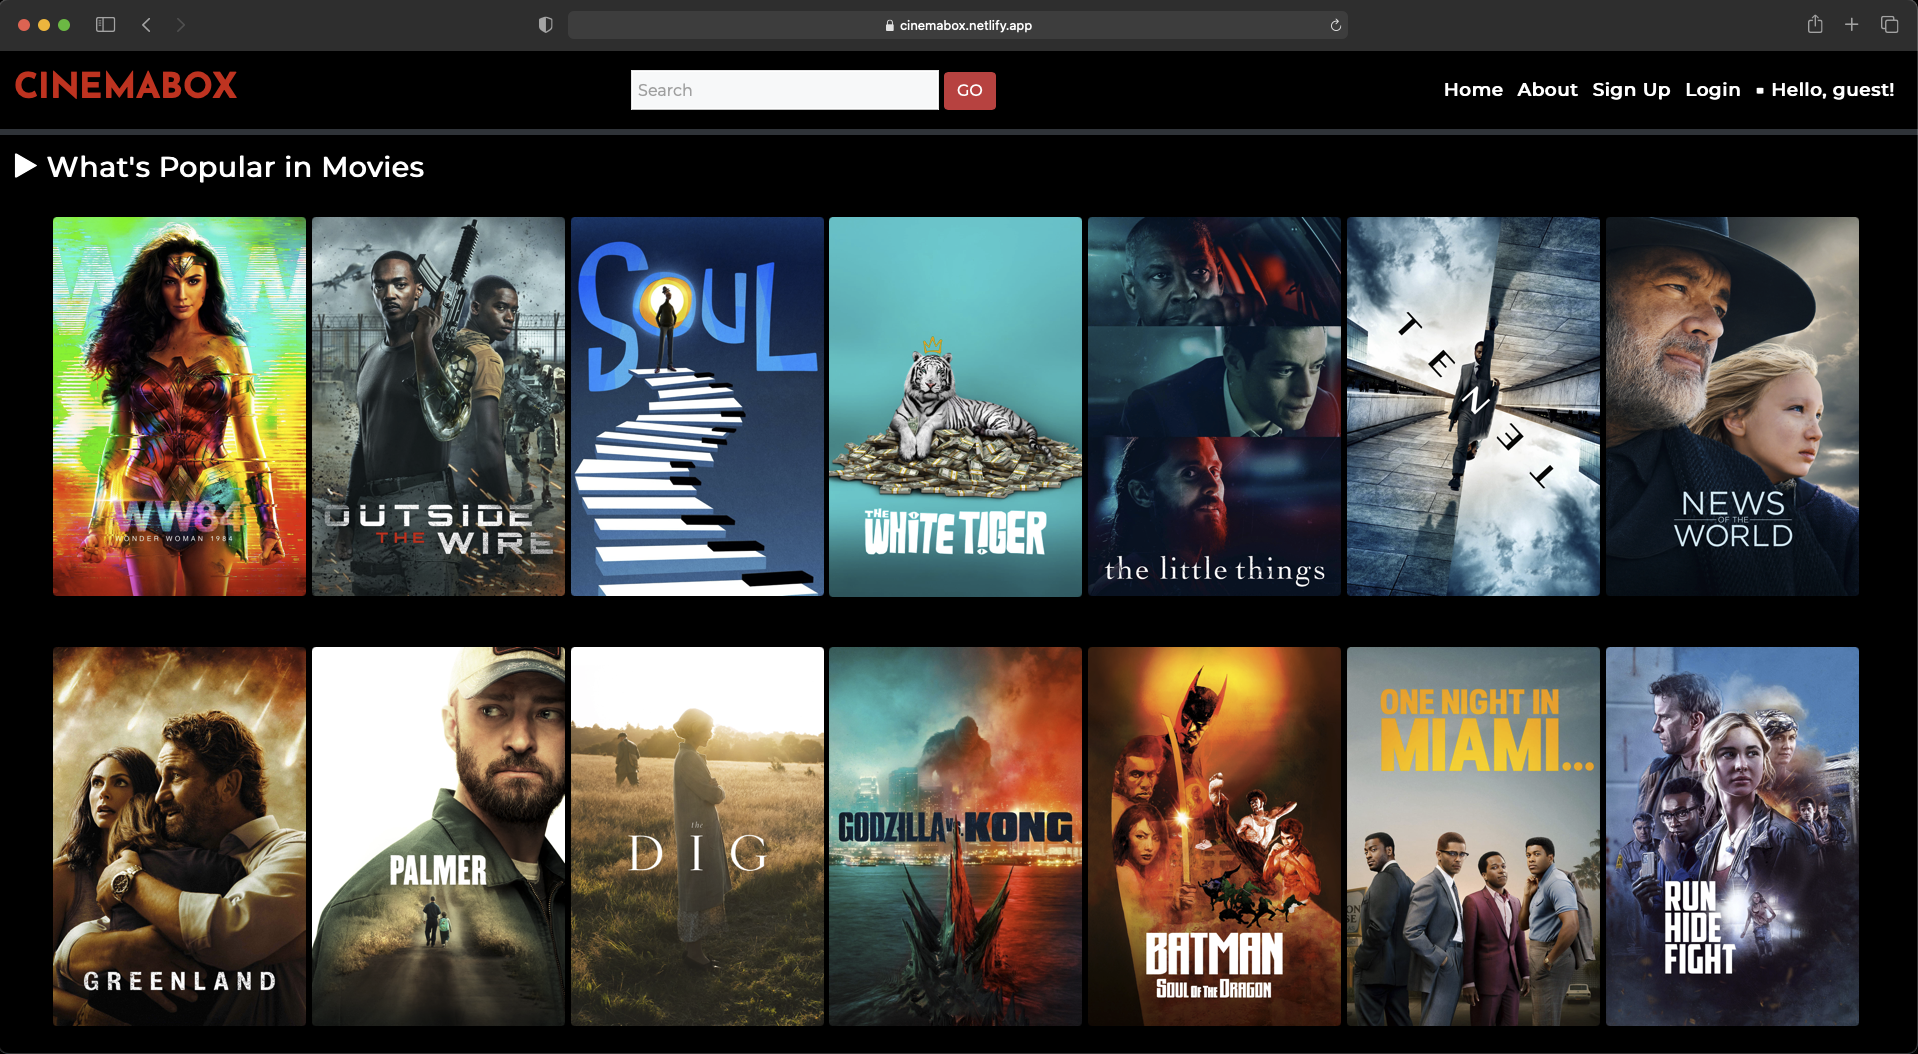 cinemabox.netlify.app
CINEMABOX
Search
GO
Home
About
Sign Up
Login
▪ Hello, guest!
▶ What's Popular in Movies
WW84
WONDER WOMAN 1984
OUTSIDE
THE WIRE
SOUL
THE
WHITE TIGER
the little things
TENET
NEWS
OF THE
WORLD
GREENLAND
PALMER
the
DIG
GODZILLA vs. KONG
BATMAN
SOUL OF THE DRAGON
ONE NIGHT IN
MIAMI...
RUN
HIDE
FIGHT